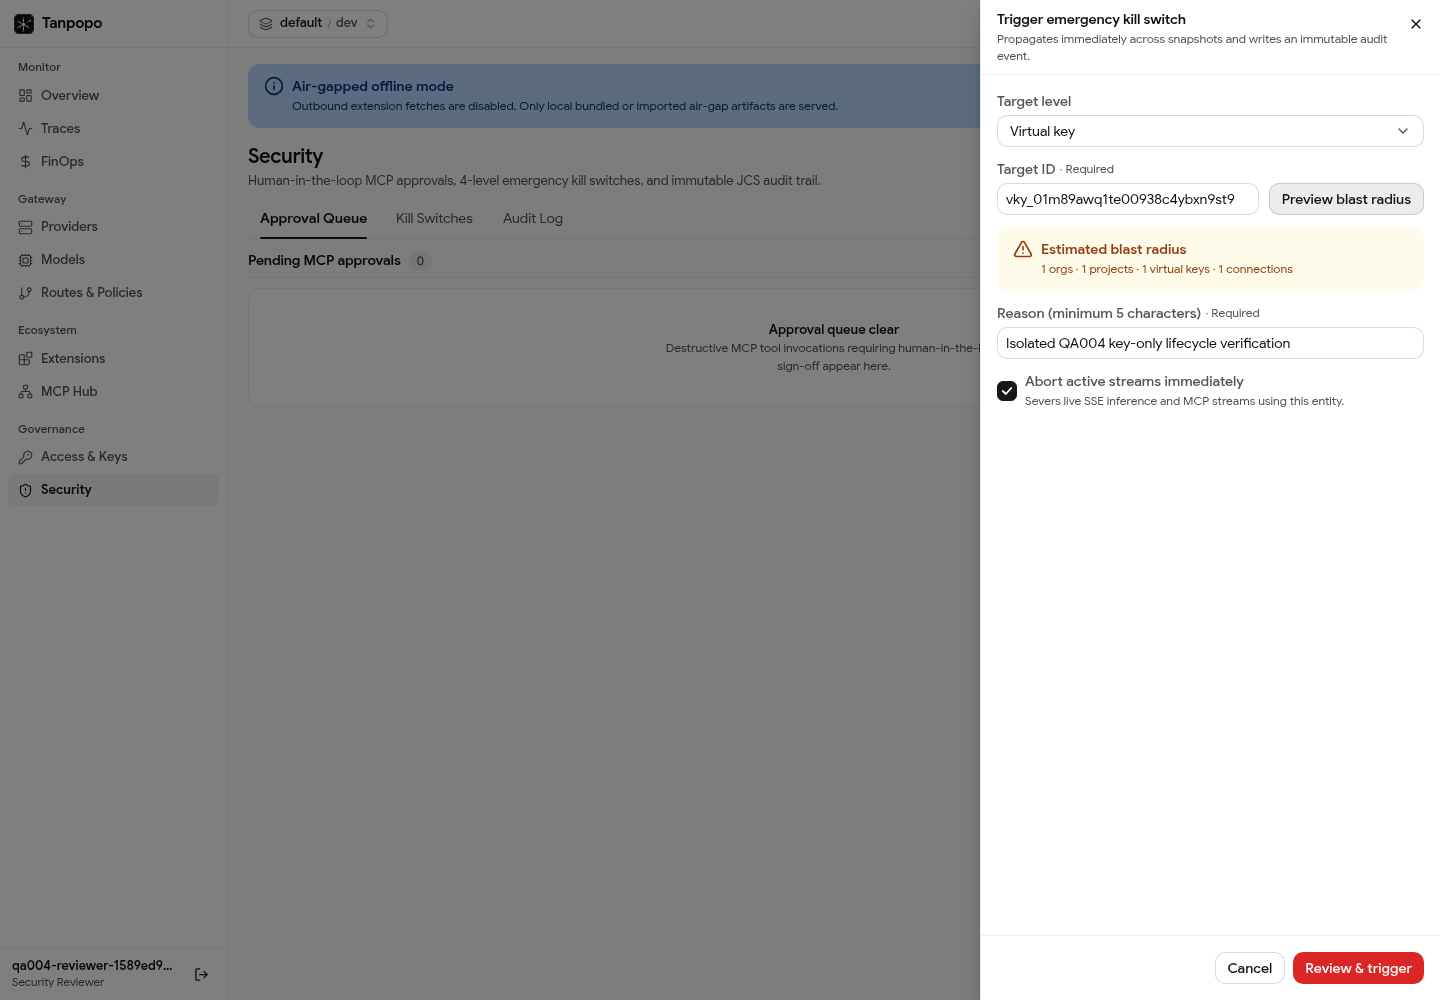 Tanpopo
Monitor
Overview
Traces
FinOps
Gateway
Providers
Models
Routes & Policies
Ecosystem
Extensions
MCP Hub
Governance
Access & Keys
Security
qa004-reviewer-1589ed9...
Security Reviewer
default / dev
Air-gapped offline mode
Outbound extension fetches are disabled. Only local bundled or imported air-gap artifacts are served.
Security
Human-in-the-loop MCP approvals, 4-level emergency kill switches, and immutable JCS audit trail.
Approval Queue
Kill Switches
Audit Log
Pending MCP approvals 0
Approval queue clear
Destructive MCP tool invocations requiring human-in-the-
sign-off appear here.
Trigger emergency kill switch
Propagates immediately across snapshots and writes an immutable audit
event.
Target level
Virtual key
Target ID · Required
vky_01m89awq1te00938c4ybxn9st9
Preview blast radius
Estimated blast radius
1 orgs · 1 projects · 1 virtual keys · 1 connections
Reason (minimum 5 characters) · Required
Isolated QA004 key-only lifecycle verification
Abort active streams immediately
Severs live SSE inference and MCP streams using this entity.
Cancel
Review & trigger